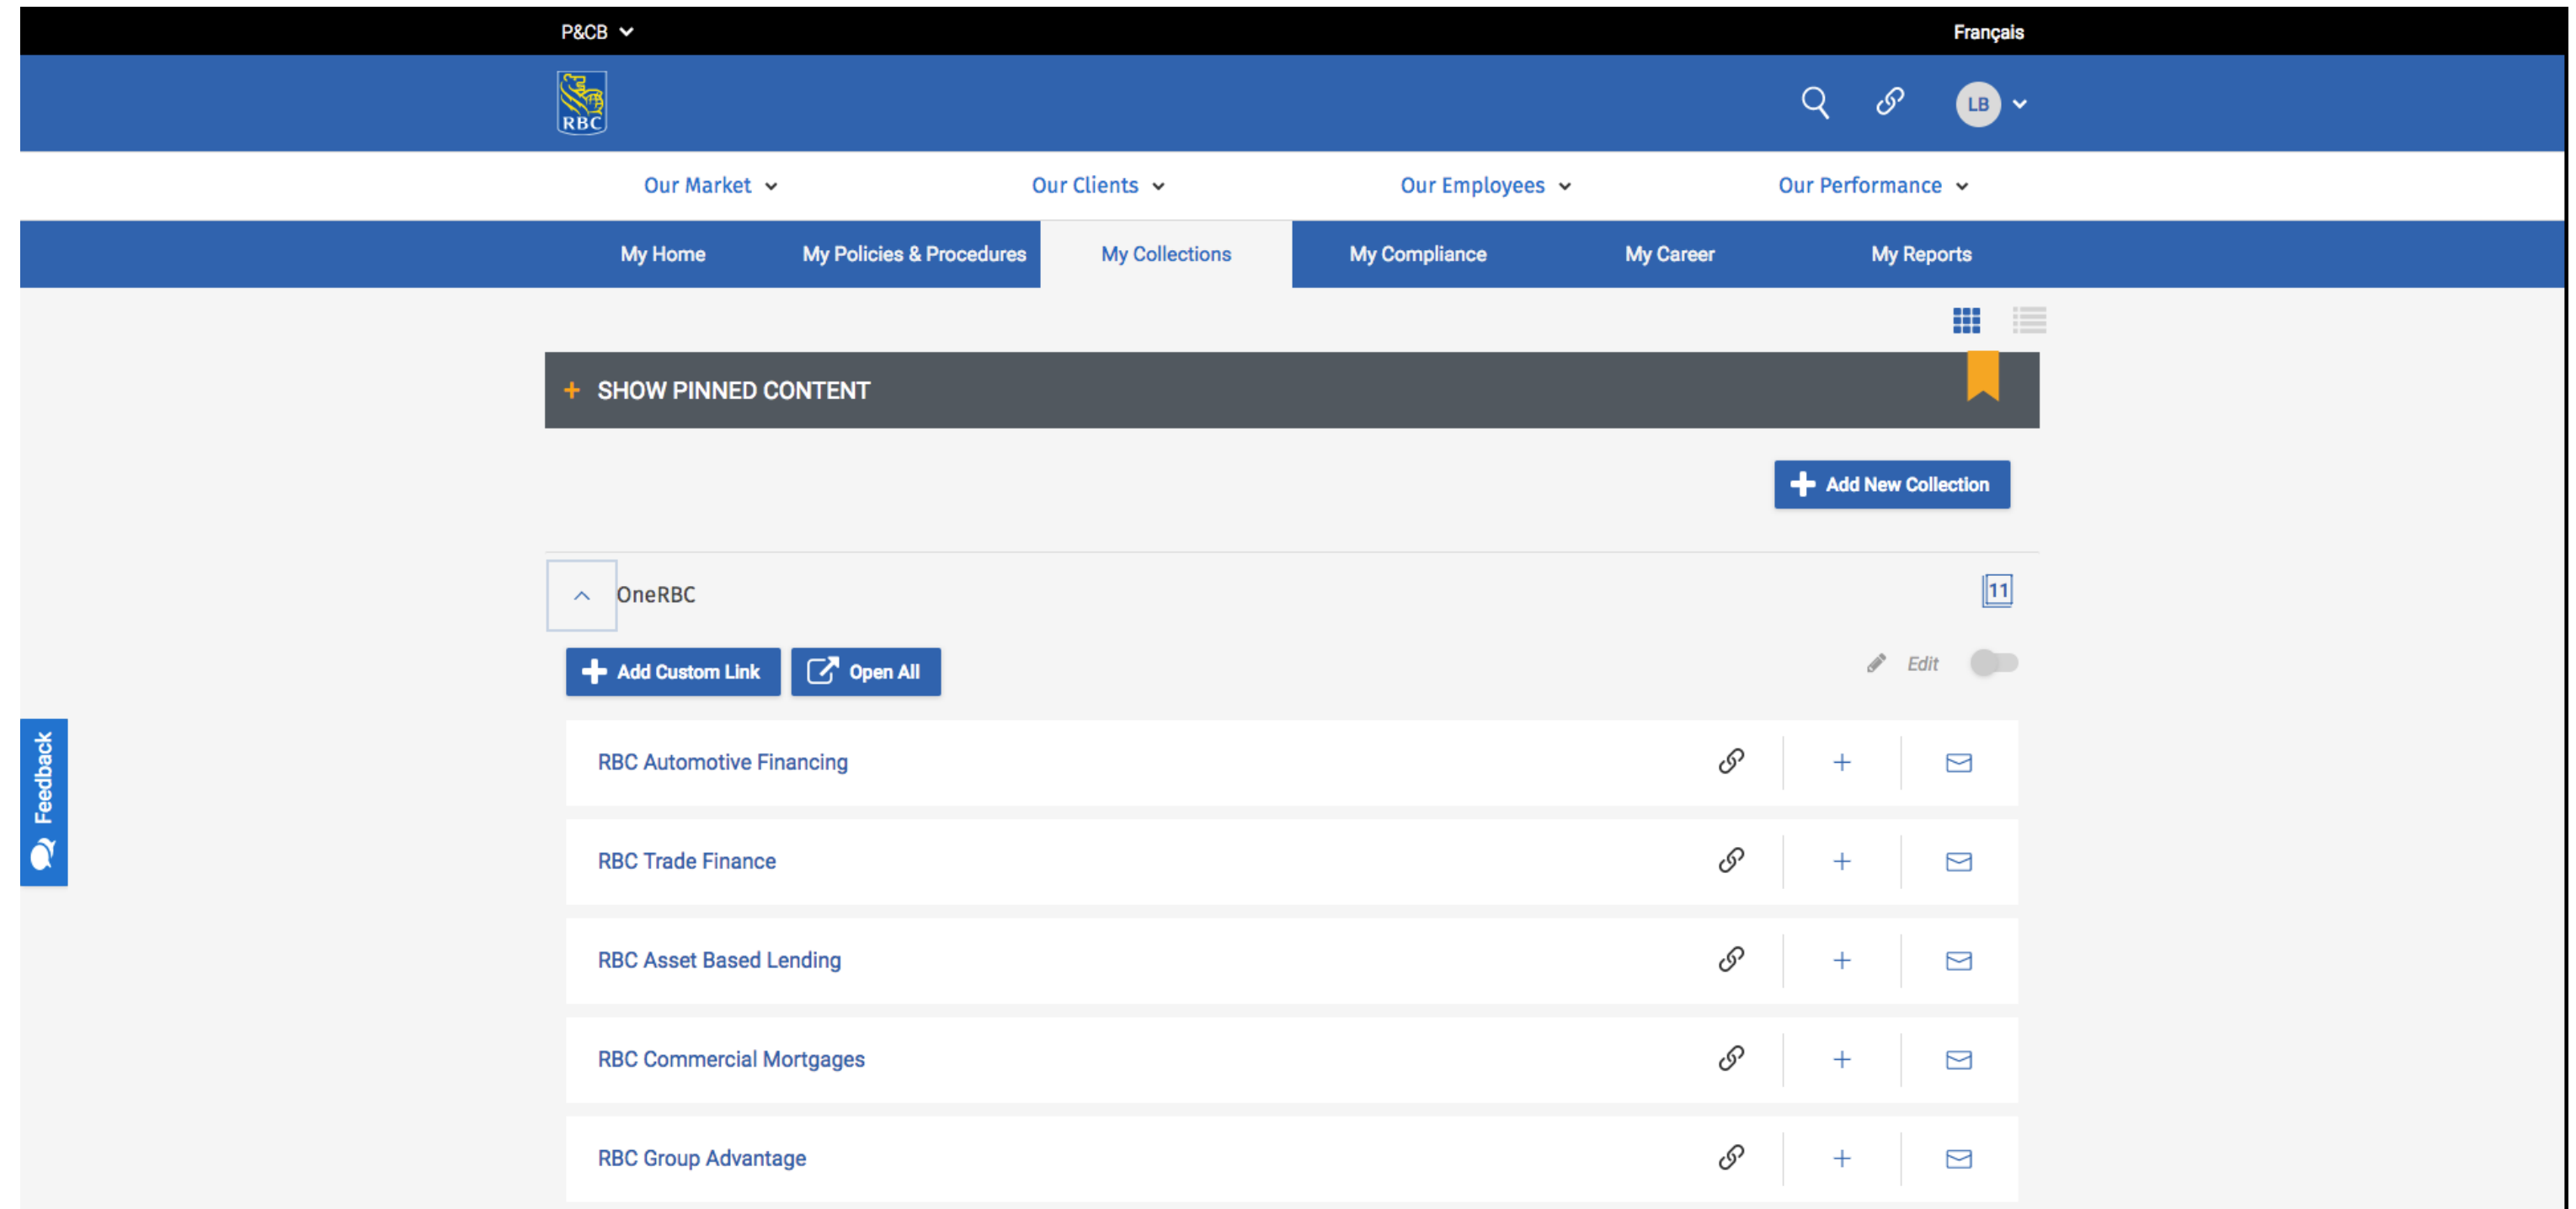 P&CB
Français
RBC
LB
Our Market
Our Clients
Our Employees
Our Performance
My Home
My Policies & Procedures
My Collections
My Compliance
My Career
My Reports
+ SHOW PINNED CONTENT
Add New Collection
OneRBC
11
Add Custom Link
Open All
Edit
Feedback
RBC Automotive Financing
RBC Trade Finance
RBC Asset Based Lending
RBC Commercial Mortgages
RBC Group Advantage